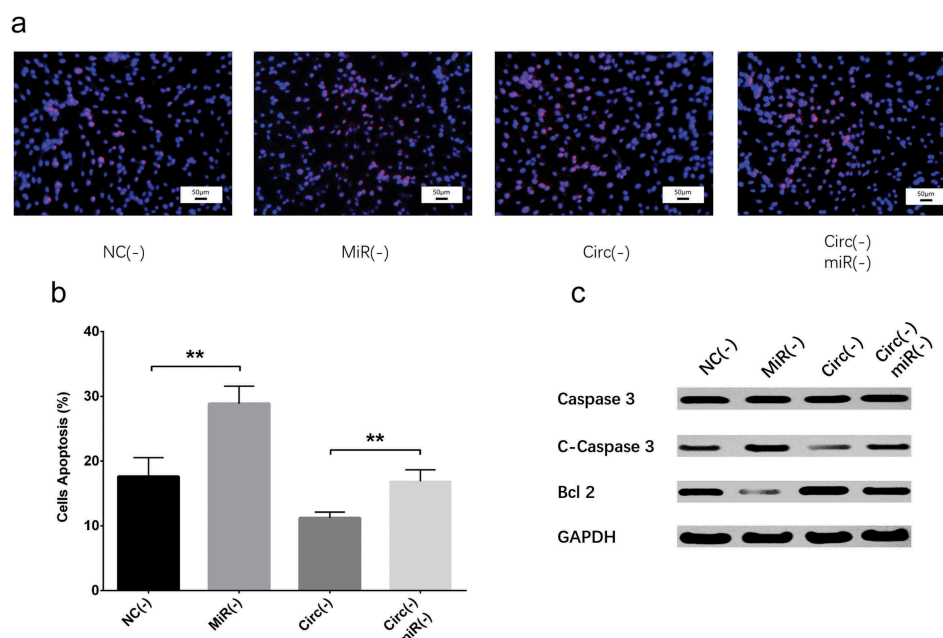 a
50μm
50μm
50μm
50μm
NC(-)
MiR(-)
Circ(-)
Circ(-)
miR(-)
b
Cells Apoptosis (%)
40
30
20
10
0
**
**
NC(-)
MiR(-)
Circ(-)
Circ(-)
miR(-)
c
NC(-)
MiR(-)
Circ(-)
Circ(-)
miR(-)
Caspase 3
C-Caspase 3
Bcl 2
GAPDH